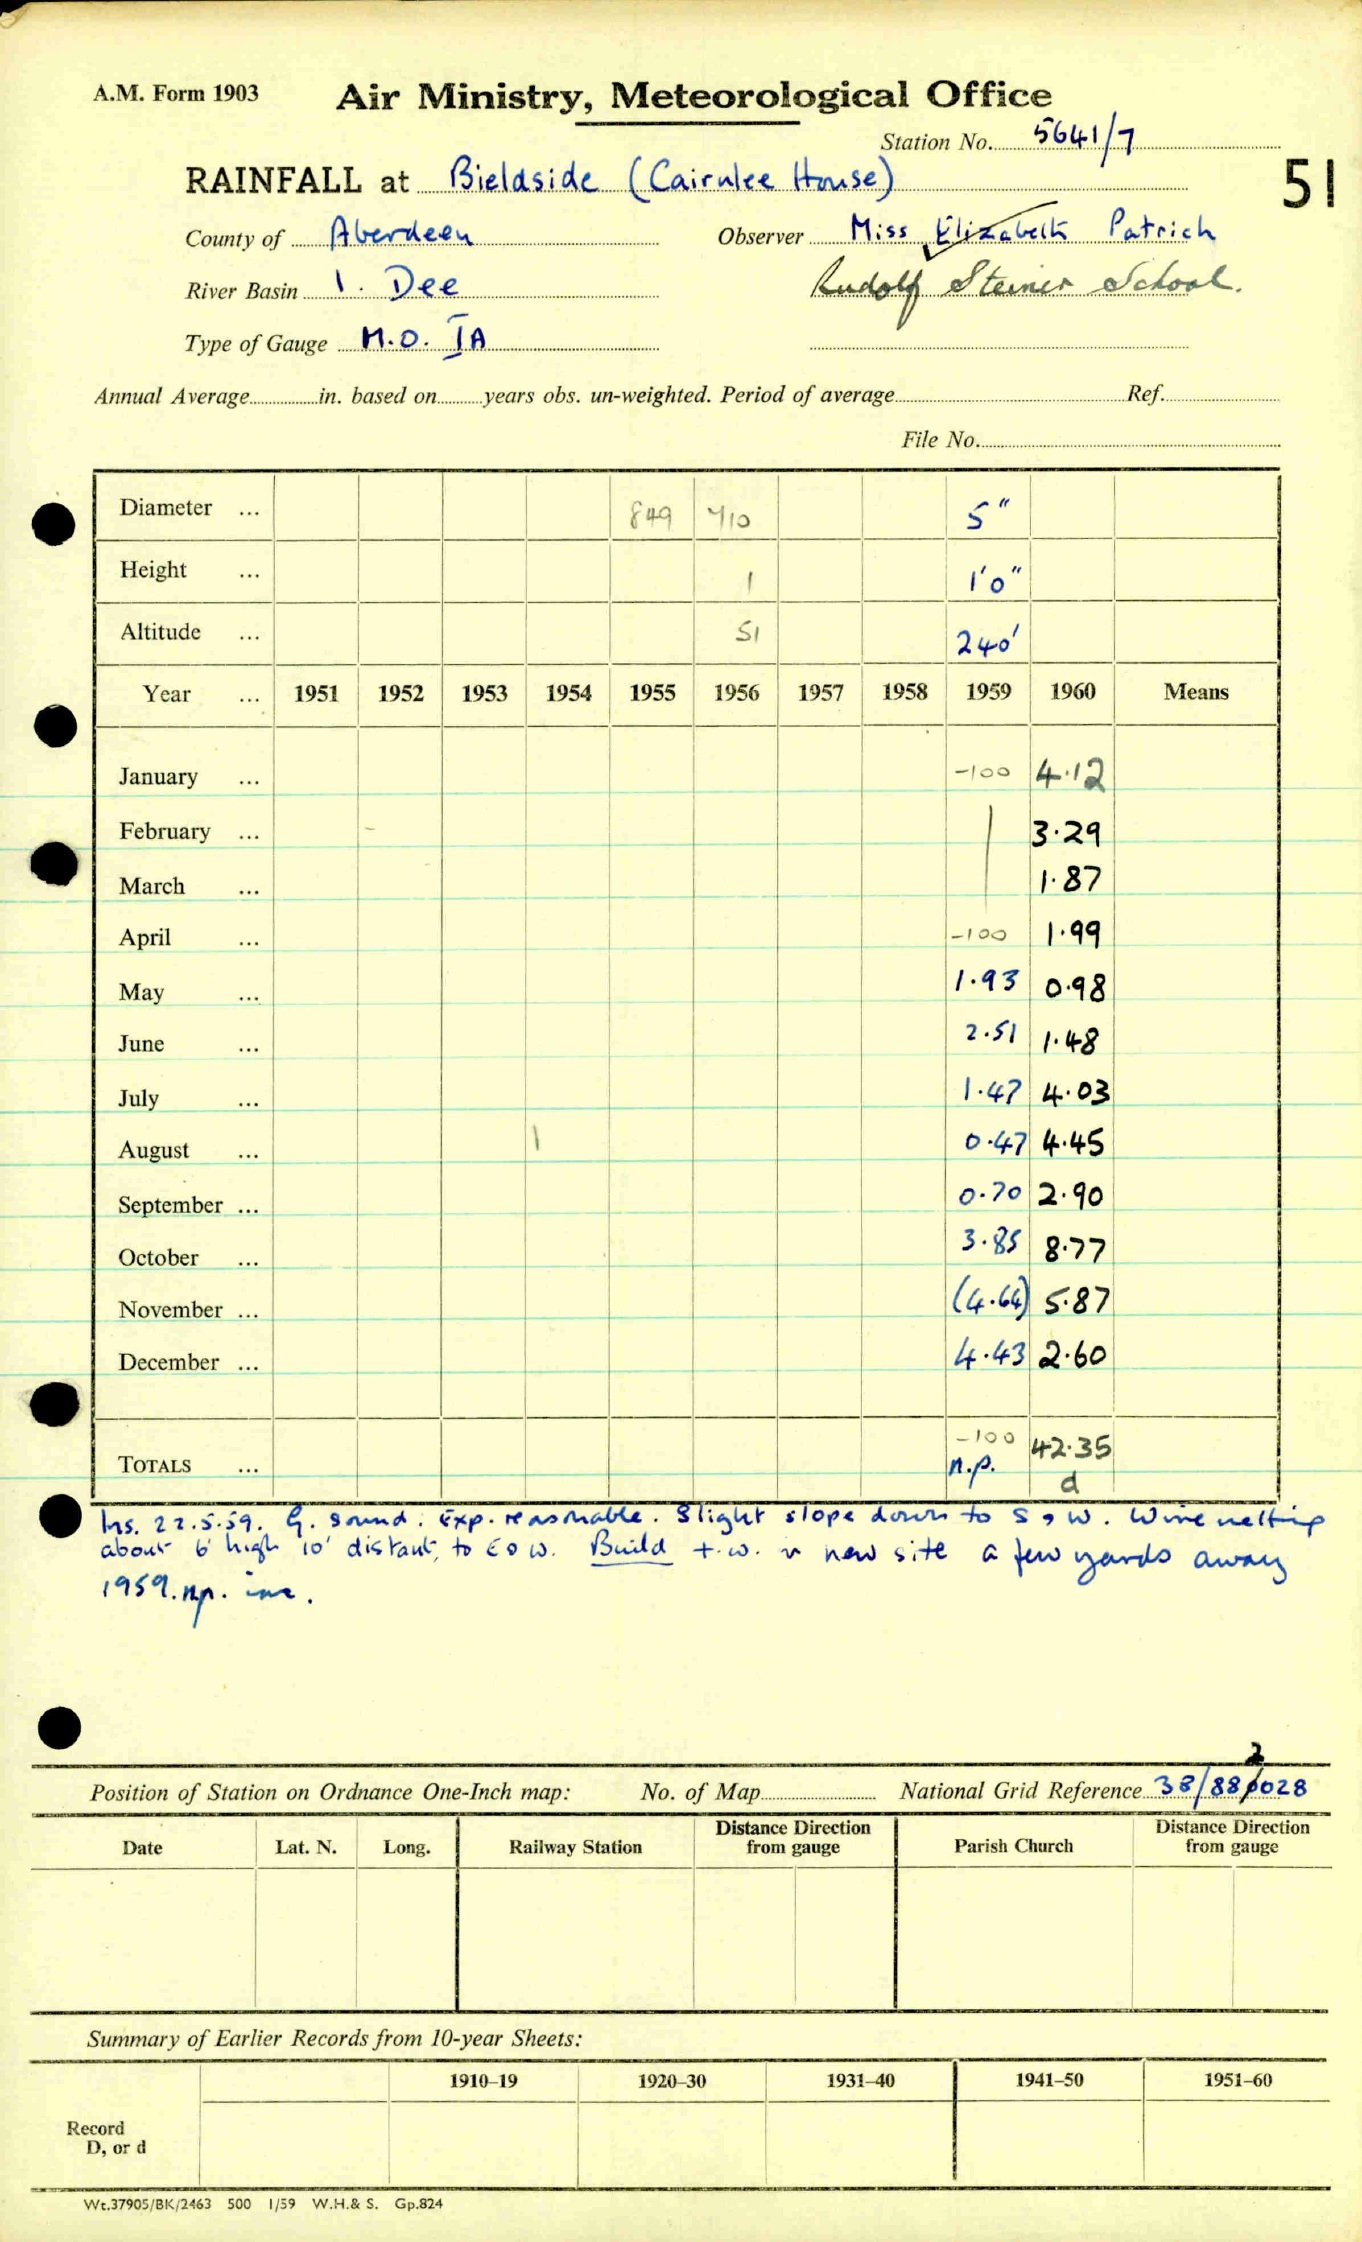 A.M. Form 1903 Air Ministry, Meteorological Office
Station No. 5641/7
RAINFALL at Bieldside (Cairnlee House) 51
County of Aberdeen Observer Miss Elizabeth Patrick
River Basin 1. Dee Rudolf Steiner School.
Type of Gauge M.O. IA
Annual Average in. based on years obs. un-weighted. Period of average Ref.
File No.
Diameter ... 849 710 5"
Height ... 1 1'0"
Altitude ... 51 240'
Year ... 1951 1952 1953 1954 1955 1956 1957 1958 1959 1960 Means
January ... -100 4.12
February ... 3.29
March ... 1.87
April ... -100 1.99
May ... 1.93 0.98
June ... 2.51 1.48
July ... 1.47 4.03
August ... 0.47 4.45
September ... 0.70 2.90
October ... 3.85 8.77
November ... (4.64) 5.87
December ... 4.43 2.60
TOTALS ... -100 n.p. 42.35 d
Ins. 22.5.59. G. sound. Exp. reasonable. Slight slope down to S & W. Wire netting
about 6' high 10' distant, to E & W. Build new site a few yards away
1959. n.p. inc.
2
Position of Station on Ordnance One-Inch map: No. of Map National Grid Reference 38/880028
Date Lat. N. Long. Railway Station Distance Direction from gauge Parish Church Distance Direction from gauge
Summary of Earlier Records from 10-year Sheets:
1910–19 1920–30 1931–40 1941–50 1951–60
Record
D, or d
Wt.37905/BK/2463 500 1/59 W.H.& S. Gp.824